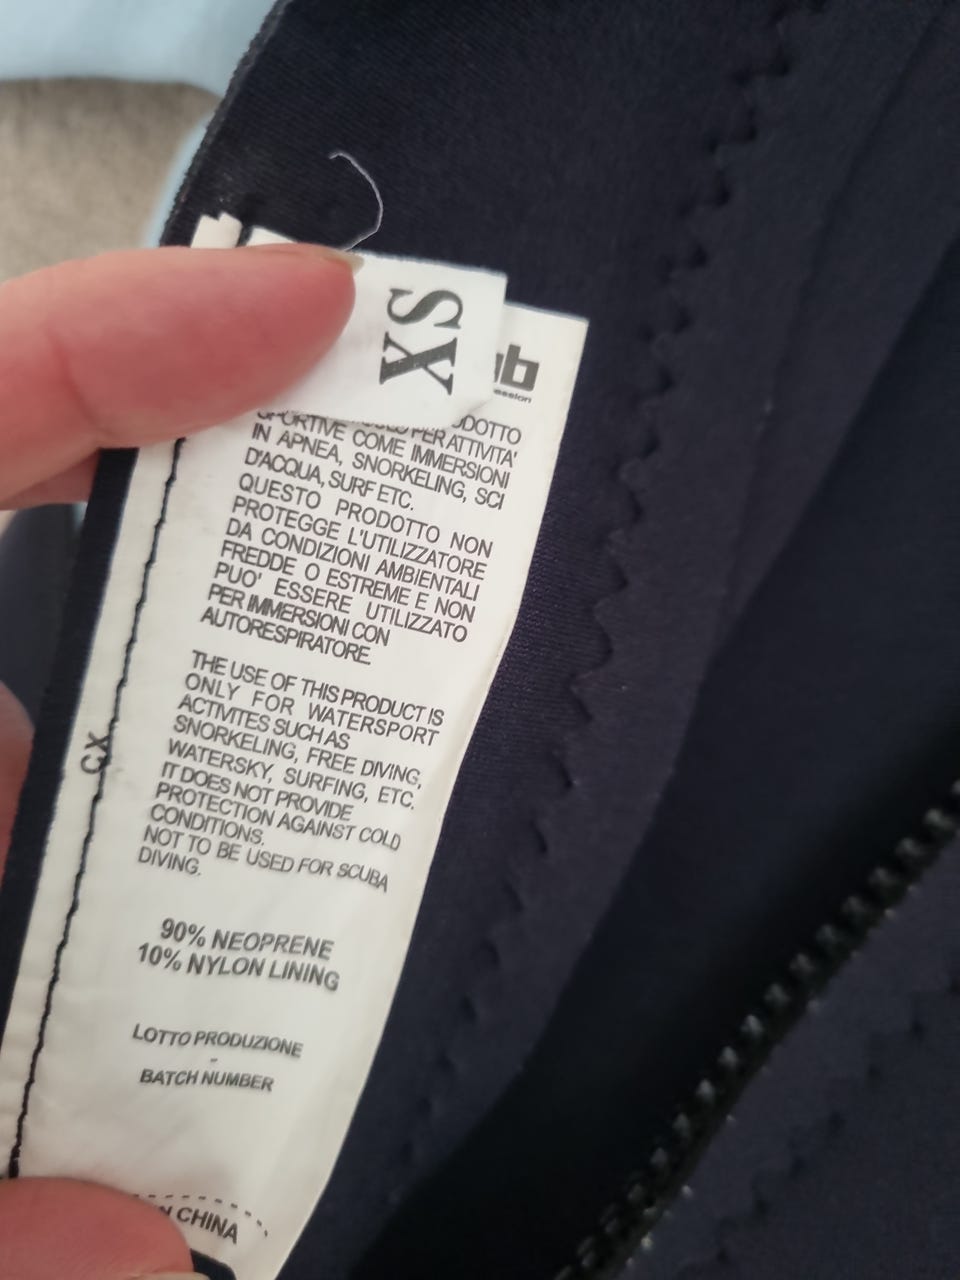 XS
SPORTIVE COME IMMERSIONI
IN APNEA, SNORKELING, SCI
D'ACQUA, SURF ETC.
QUESTO PRODOTTO NON
PROTEGGE L'UTILIZZATORE
DA CONDIZIONI AMBIENTALI
FREDDE O ESTREME E NON
PUO' ESSERE UTILIZZATO
PER IMMERSIONI CON
AUTORESPIRATORE.
THE USE OF THIS PRODUCT IS
ONLY FOR WATERSPORT
ACTIVITES SUCH AS
SNORKELING, FREE DIVING,
WATERSKY, SURFING, ETC.
IT DOES NOT PROVIDE
PROTECTION AGAINST COLD
CONDITIONS.
NOT TO BE USED FOR SCUBA
DIVING.
90% NEOPRENE
10% NYLON LINING
LOTTO PRODUZIONE
-
BATCH NUMBER
CHINA
CX